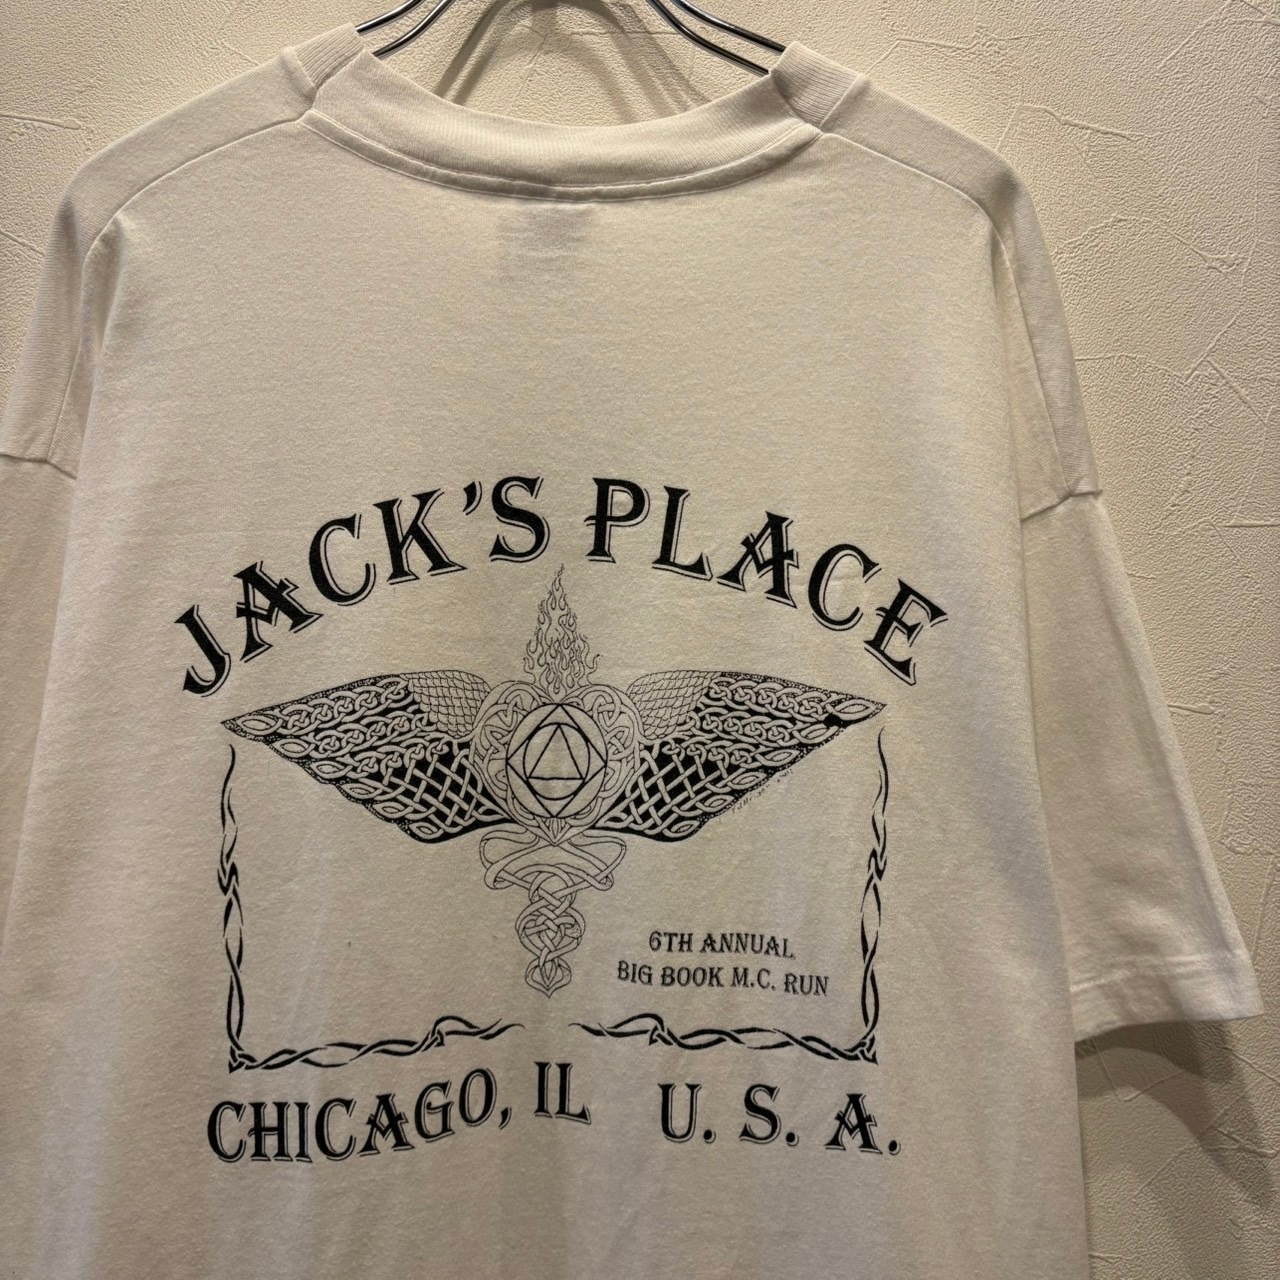 JACK'S PLACE
6TH ANNUAL
BIG BOOK M.C. RUN
CHICAGO, IL U. S. A.